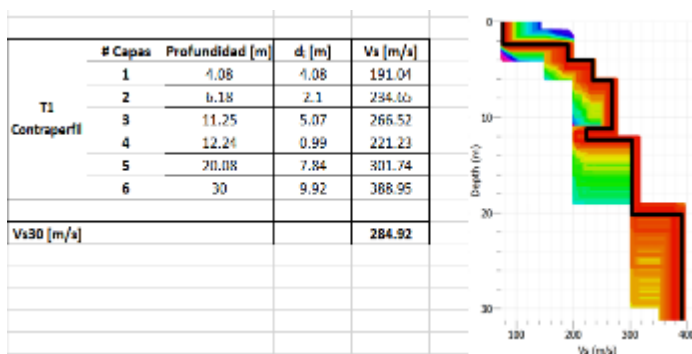 # Capas Profundidad [m] dᵢ [m] Vs [m/s]
T1 Contraperfil
1 4.08 4.08 191.04
2 6.18 2.1 234.65
3 11.25 5.07 266.52
4 12.24 0.99 221.23
5 20.08 7.84 301.74
6 30 9.92 388.95
Vs30 [m/s] 284.92
0
10
20
30
Depth (m)
100 200 300 400
Vs (m/s)